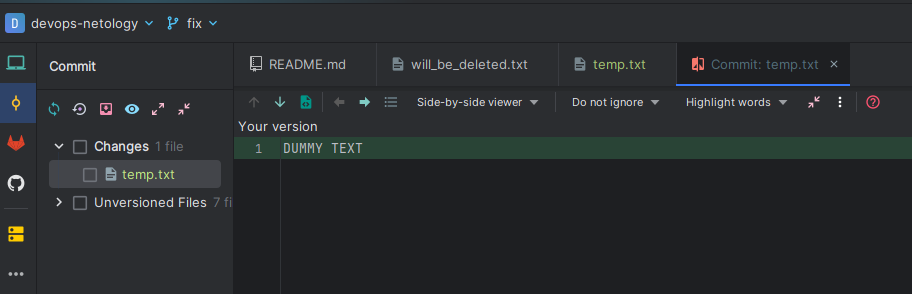 D devops-netology fix
Commit README.md will_be_deleted.txt temp.txt Commit: temp.txt
Side-by-side viewer Do not ignore Highlight words
Your version
Changes 1 file
1 DUMMY TEXT
temp.txt
Unversioned Files 7 fi